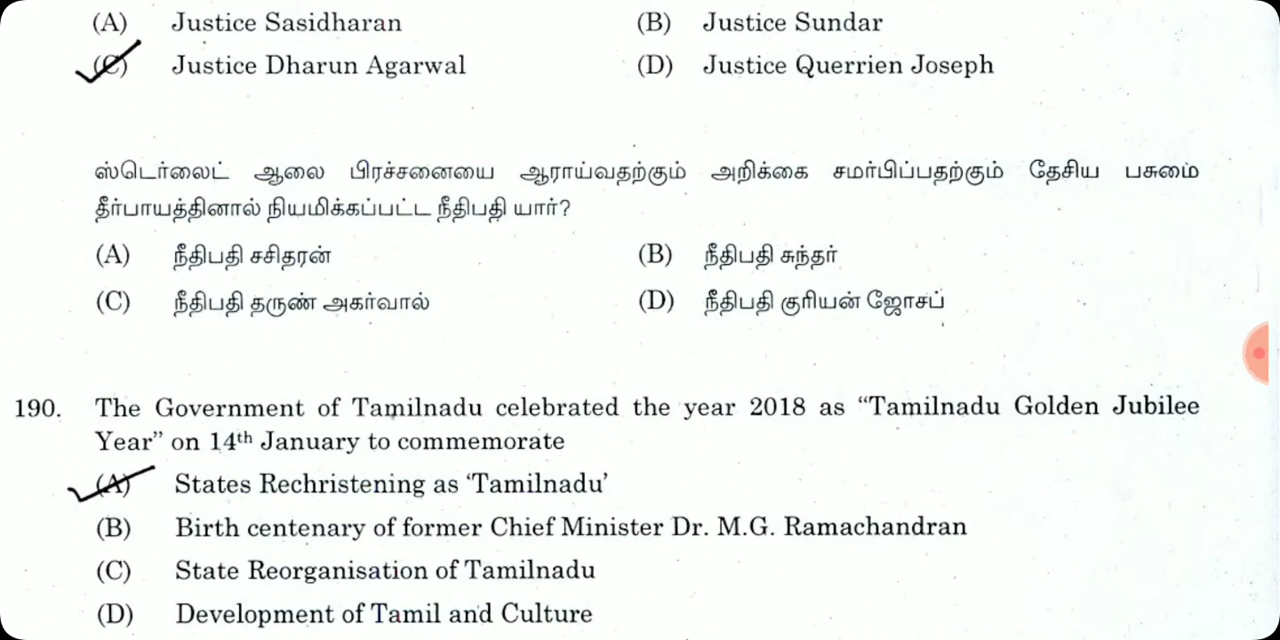 (A) Justice Sasidharan (B) Justice Sundar
(C) Justice Dharun Agarwal (D) Justice Querrien Joseph
ஸ்டெர்லைட் ஆலை பிரச்சனையை ஆராய்வதற்கும் அறிக்கை சமர்பிப்பதற்கும் தேசிய பசுமை
தீர்பாயத்தினால் நியமிக்கப்பட்ட நீதிபதி யார்?
(A) நீதிபதி சசிதரன் (B) நீதிபதி சுந்தர்
(C) நீதிபதி தருண் அகர்வால் (D) நீதிபதி குரியன் ஜோசப்
190. The Government of Tamilnadu celebrated the year 2018 as “Tamilnadu Golden Jubilee
Year” on 14th January to commemorate
(A) States Rechristening as ‘Tamilnadu’
(B) Birth centenary of former Chief Minister Dr. M.G. Ramachandran
(C) State Reorganisation of Tamilnadu
(D) Development of Tamil and Culture